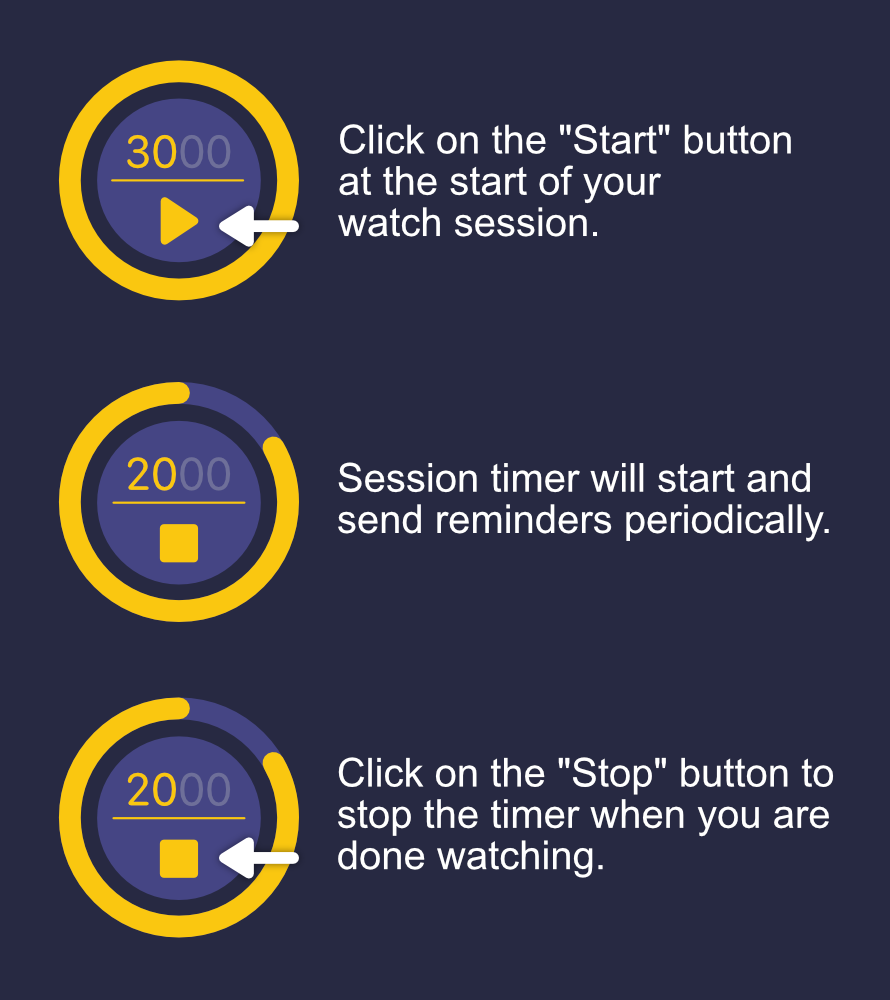 3000
Click on the "Start" button
at the start of your
watch session.
2000
Session timer will start and
send reminders periodically.
2000
Click on the "Stop" button to
stop the timer when you are
done watching.